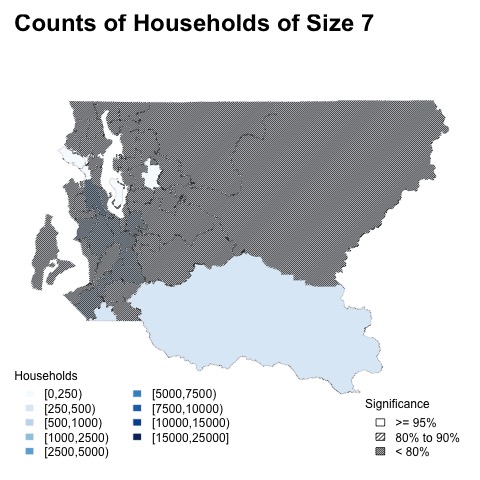 Counts of Households of Size 7
Households
[0,250)
[250,500)
[500,1000)
[1000,2500)
[2500,5000)
[5000,7500)
[7500,10000)
[10000,15000)
[15000,25000]
Significance
>= 95%
80% to 90%
< 80%